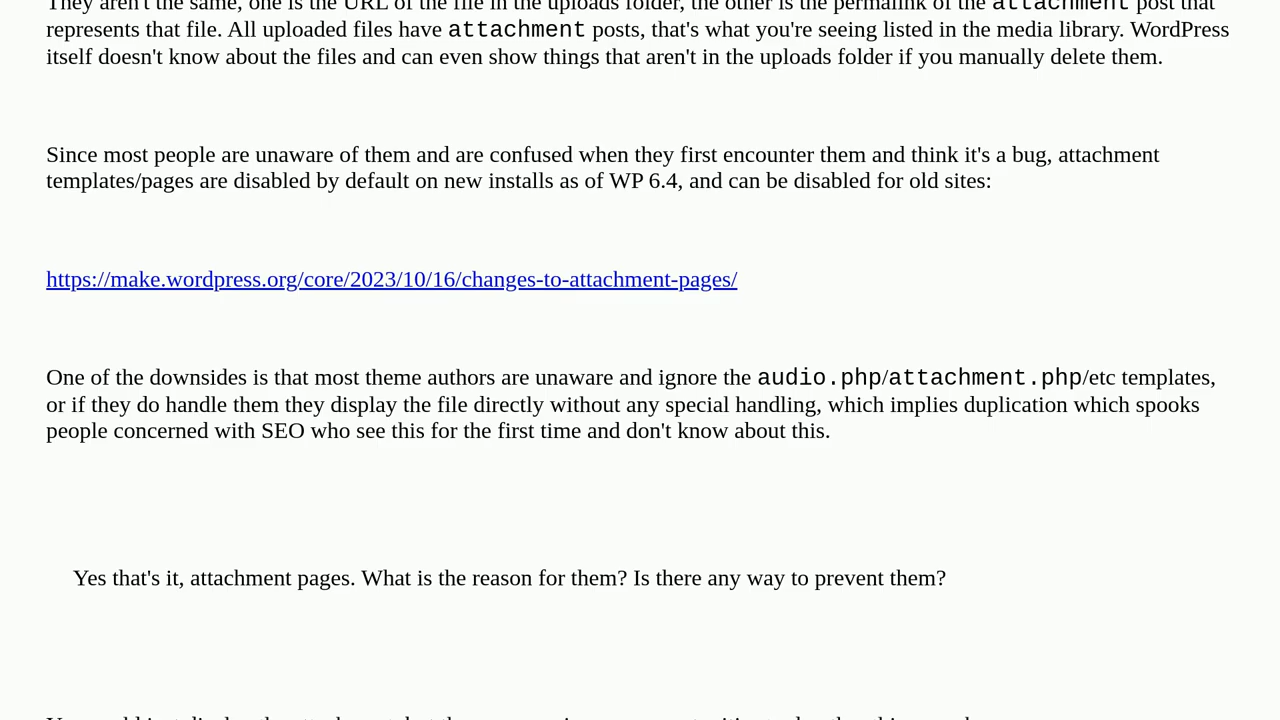 They aren't the same, one is the URL of the file in the uploads folder, the other is the permalink of the attachment post that
represents that file. All uploaded files have attachment posts, that's what you're seeing listed in the media library. WordPress
itself doesn't know about the files and can even show things that aren't in the uploads folder if you manually delete them.
Since most people are unaware of them and are confused when they first encounter them and think it's a bug, attachment
templates/pages are disabled by default on new installs as of WP 6.4, and can be disabled for old sites:
https://make.wordpress.org/core/2023/10/16/changes-to-attachment-pages/
One of the downsides is that most theme authors are unaware and ignore the audio.php/attachment.php/etc templates,
or if they do handle them they display the file directly without any special handling, which implies duplication which spooks
people concerned with SEO who see this for the first time and don't know about this.
Yes that's it, attachment pages. What is the reason for them? Is there any way to prevent them?